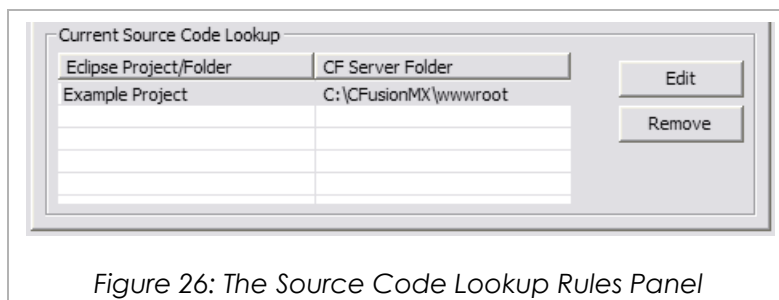 Current Source Code Lookup
Eclipse Project/Folder CF Server Folder
Example Project C:\CFusionMX\wwwroot
Edit
Remove
Figure 26: The Source Code Lookup Rules Panel